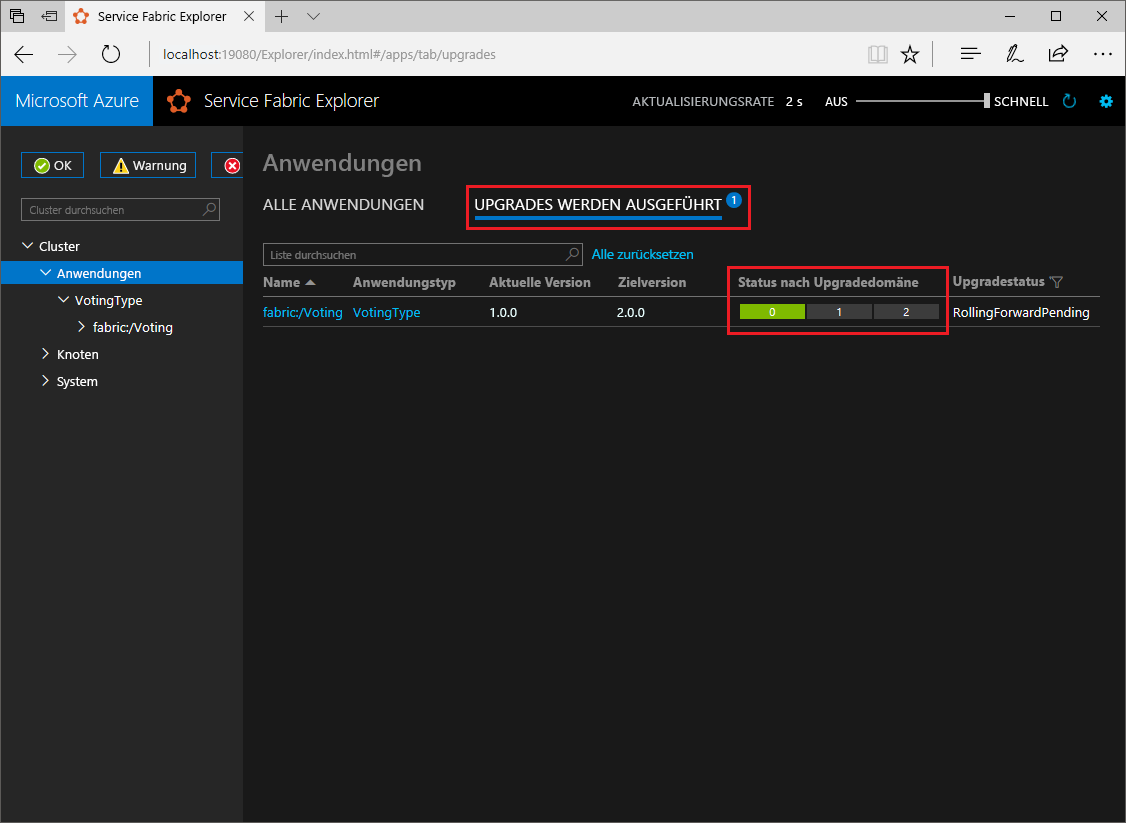 Service Fabric Explorer
localhost:19080/Explorer/index.html#/apps/tab/upgrades
Microsoft Azure Service Fabric Explorer AKTUALISIERUNGSRATE 2 s AUS SCHNELL
OK Warnung
Cluster durchsuchen
Cluster
Anwendungen
VotingType
fabric:/Voting
Knoten
System
Anwendungen
ALLE ANWENDUNGEN UPGRADES WERDEN AUSGEFÜHRT 1
Liste durchsuchen Alle zurücksetzen
Name Anwendungstyp Aktuelle Version Zielversion Status nach Upgradedomäne Upgradestatus
fabric:/Voting VotingType 1.0.0 2.0.0 0 1 2 RollingForwardPending